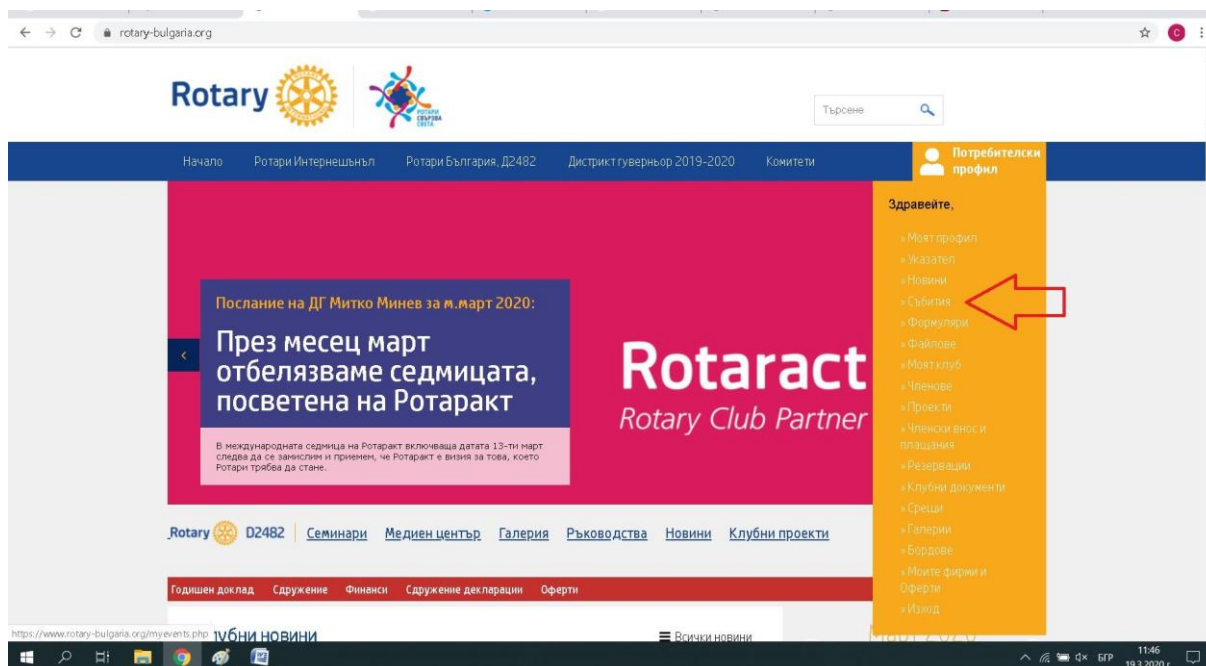 rotary-bulgaria.org
C
Rotary
РОТАРИ
СВЪРЗВА
СВЕТА
Търсене
Начало Ротари Интернешънъл Ротари България, Д2482 Дистрикт гуверньор 2019-2020 Комитети
Потребителски
профил
Здравейте,
» Моят профил
» Указател
» Новини
» Събития
» Формуляри
» Файлове
» Моят клуб
» Членове
» Проекти
» Членски внос и
плащания
» Резервации
» Клубни документи
» Срещи
» Галерии
» Бордове
» Моите фирми и
Оферти
» Изход
Послание на ДГ Митко Минев за м.март 2020:
През месец март
отбелязваме седмицата,
посветена на Ротаракт
В международната седмица на Ротаракт включваща датата 13-ти март
следва да се замислим и приемем, че Ротаракт е визия за това, което
Ротари трябва да стане.
Rotaract
Rotary Club Partner
Rotary D2482 Семинари Медиен център Галерия Ръководства Новини Клубни проекти
Годишен доклад Сдружение Финанси Сдружение декларации Оферти
новини
Всички новини
Март 2020
https://www.rotary-bulgaria.org/myevents.php
БГР
11:46
19.3.2020 г.